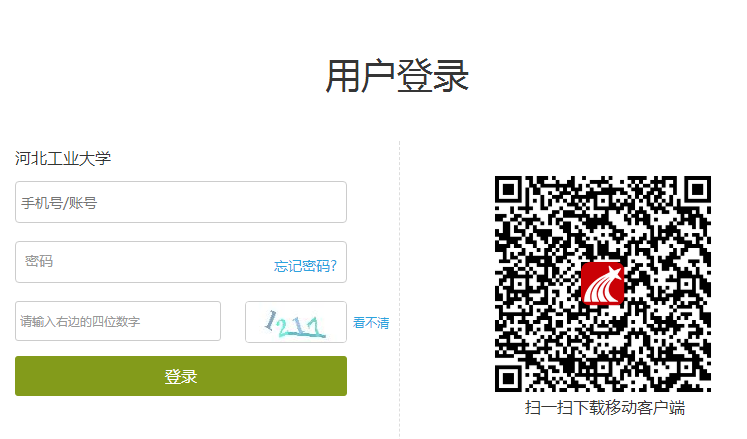 用户登录
河北工业大学
手机号/账号
密码
忘记密码?
请输入右边的四位数字
看不清
登录
扫一扫下载移动客户端